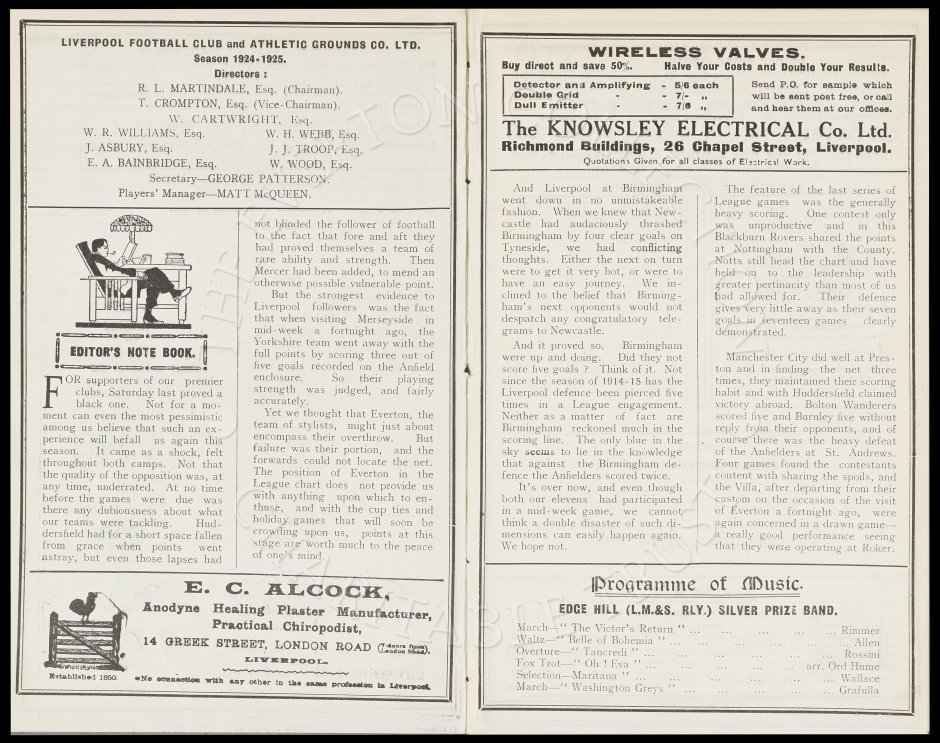 LIVERPOOL FOOTBALL CLUB and ATHLETIC GROUNDS CO. LTD.
Season 1924-1925.
Directors :
R. L. MARTINDALE, Esq. (Chairman).
T. CROMPTON, Esq. (Vice-Chairman).
W. CARTWRIGHT, Esq.
W. R. WILLIAMS, Esq. W. H. WEBB, Esq.
J. ASBURY, Esq. J. J. TROOP, Esq.
E. A. BAINBRIDGE, Esq. W. WOOD, Esq.
Secretary—GEORGE PATTERSON.
Players' Manager—MATT McQUEEN.
EDITOR'S NOTE BOOK.
FOR supporters of our premier
clubs, Saturday last proved a
black one. Not for a mo-
ment can even the most pessimistic
among us believe that such an ex-
perience will befall us again this
season. It came as a shock, felt
throughout both camps. Not that
the quality of the opposition was, at
any time, underrated. At no time
before the games were due was
there any dubiousness about what
our teams were tackling. Hud-
dersfield had for a short space fallen
from grace when points went
astray, but even those lapses had
not blinded the follower of football
to the fact that fore and aft they
had proved themselves a team of
rare ability and strength. Then
Mercer had been added, to mend an
otherwise possible vulnerable point.
But the strongest evidence to
Liverpool followers was the fact
that when visiting Merseyside in
mid-week a fortnight ago, the
Yorkshire team went away with the
full points by scoring three out of
five goals recorded on the Anfield
enclosure. So their playing
strength was judged, and fairly
accurately.
Yet we thought that Everton, the
team of stylists, might just about
encompass their overthrow. But
failure was their portion, and the
forwards could not locate the net.
The position of Everton in the
League chart does not provide us
with anything upon which to en-
thuse, and with the cup ties and
holiday games that will soon be
crowding upon us, points at this
stage are worth much to the peace
of one's mind.
E. C. ALCOCK,
Anodyne Healing Plaster Manufacturer,
Practical Chiropodist,
14 GREEK STREET, LONDON ROAD (7-doors from London Road).
LIVERPOOL.
Established 1850.
No connection with any other in the same profession in Liverpool.
WIRELESS VALVES.
Buy direct and save 50%. Halve Your Costs and Double Your Results.
Detector and Amplifying - 5/6 each
Double Grid - 7/- „
Dull Emitter - 7/6 „
Send P.O. for sample which
will be sent post free, or call
and hear them at our offices.
The KNOWSLEY ELECTRICAL Co. Ltd.
Richmond Buildings, 26 Chapel Street, Liverpool.
Quotations Given for all classes of Electrical Work.
And Liverpool at Birmingham
went down in no unmistakeable
fashion. When we knew that New-
castle had audaciously thrashed
Birmingham by four clear goals on
Tyneside, we had conflicting
thoughts. Either the next on turn
were to get it very hot, or were to
have an easy journey. We in-
clined to the belief that Birming-
ham's next opponents would not
despatch any congratulatory tele-
grams to Newcastle.
And it proved so. Birmingham
were up and doing. Did they not
score five goals ? Think of it. Not
since the season of 1914-15 has the
Liverpool defence been pierced five
times in a League engagement.
Neither as a matter of fact are
Birmingham reckoned much in the
scoring line. The only blue in the
sky seems to lie in the knowledge
that against the Birmingham de-
fence the Anfielders scored twice.
It's over now, and even though
both our elevens had participated
in a mid-week game, we cannot
think a double disaster of such di-
mensions can easily happen again.
We hope not.
The feature of the last series of
League games was the generally
heavy scoring. One contest only
was unproductive and in this
Blackburn Rovers shared the points
at Nottingham with the County.
Notts still head the chart and have
held on to the leadership with
greater pertinacity than most of us
had allowed for. Their defence
gives very little away as their seven
goals in seventeen games clearly
demonstrated.
Manchester City did well at Pres-
ton and in finding the net three
times, they maintained their scoring
habit and with Huddersfield claimed
victory abroad. Bolton Wanderers
scored five and Burnley five without
reply from their opponents, and of
course there was the heavy defeat
of the Anfielders at St. Andrews.
Four games found the contestants
content with sharing the spoils, and
the Villa, after departing from their
custom on the occasion of the visit
of Everton a fortnight ago, were
again concerned in a drawn game—
a really good performance seeing
that they were operating at Roker.
Programme of Music.
EDGE HILL (L.M.&S. RLY.) SILVER PRIZE BAND.
March—" The Victor's Return " ... ... ... ... Rimmer
Waltz—" Belle of Bohemia " ... ... ... ... Allen
Overture—" Tancredi " ... ... ... ... Rossini
Fox Trot—" Oh ! Eva " ... ... ... ... arr. Ord Hume
Selection—Maritana " ... ... ... ... Wallace
March—" Washington Greys " ... ... ... ... Grafulla